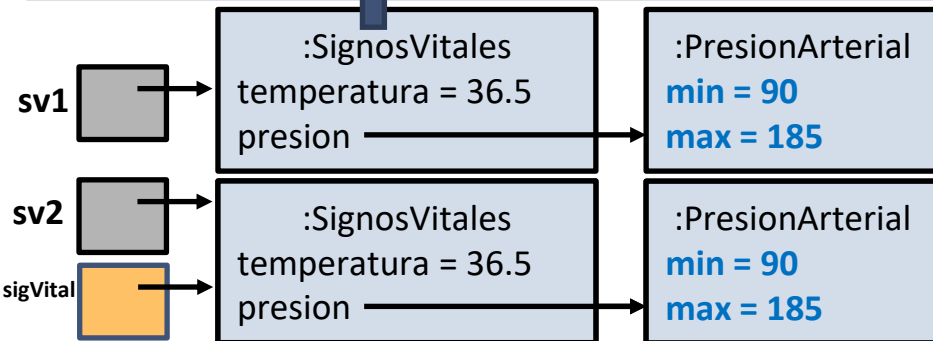 :SignosVitales
temperatura = 36.5
presion
:PresionArterial
min = 90
max = 185
sv1
sv2
sigVital
:SignosVitales
temperatura = 36.5
presion
:PresionArterial
min = 90
max = 185